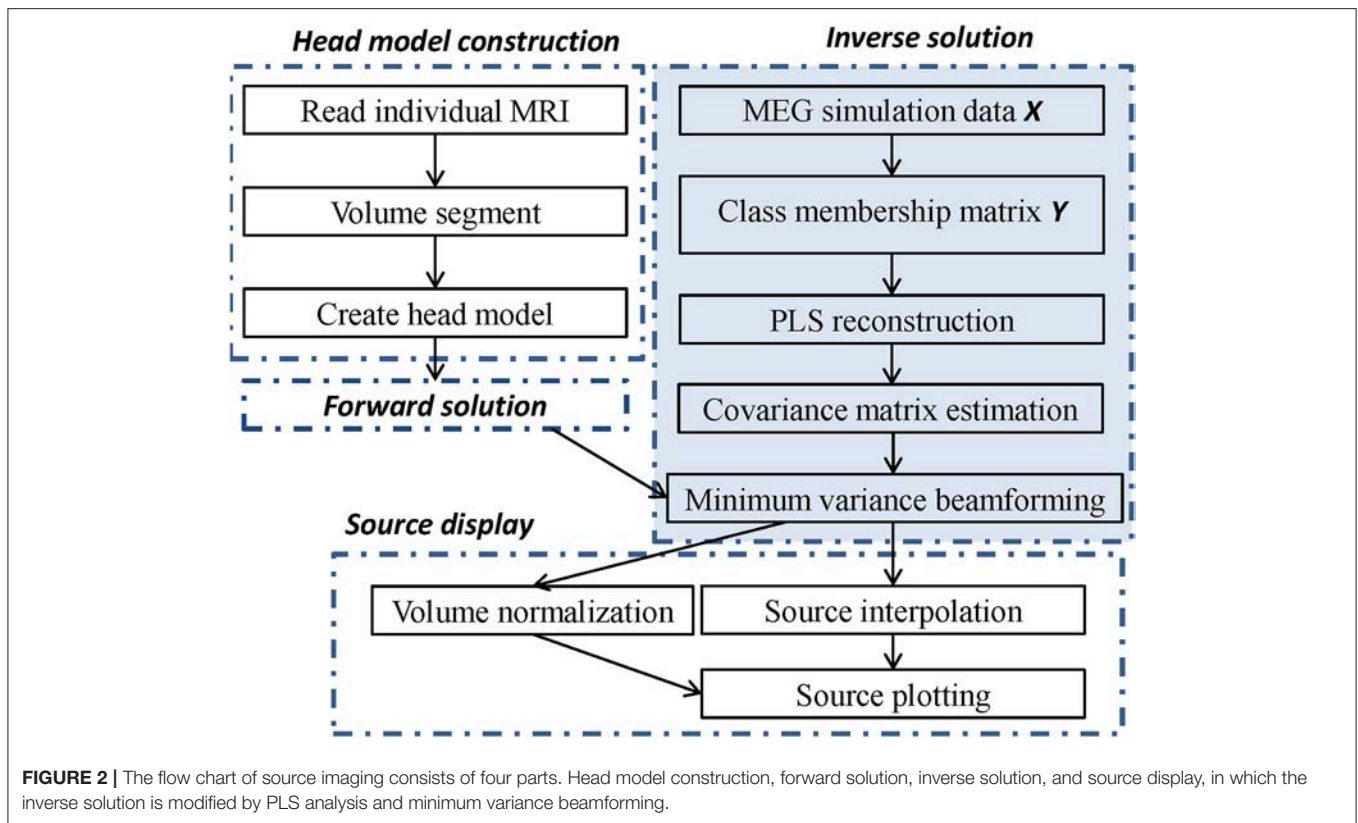 Head model construction
Read individual MRI
Volume segment
Create head model
Forward solution
Inverse solution
MEG simulation data X
Class membership matrix Y
PLS reconstruction
Covariance matrix estimation
Minimum variance beamforming
Source display
Volume normalization
Source interpolation
Source plotting
FIGURE 2 | The flow chart of source imaging consists of four parts. Head model construction, forward solution, inverse solution, and source display, in which the
inverse solution is modified by PLS analysis and minimum variance beamforming.